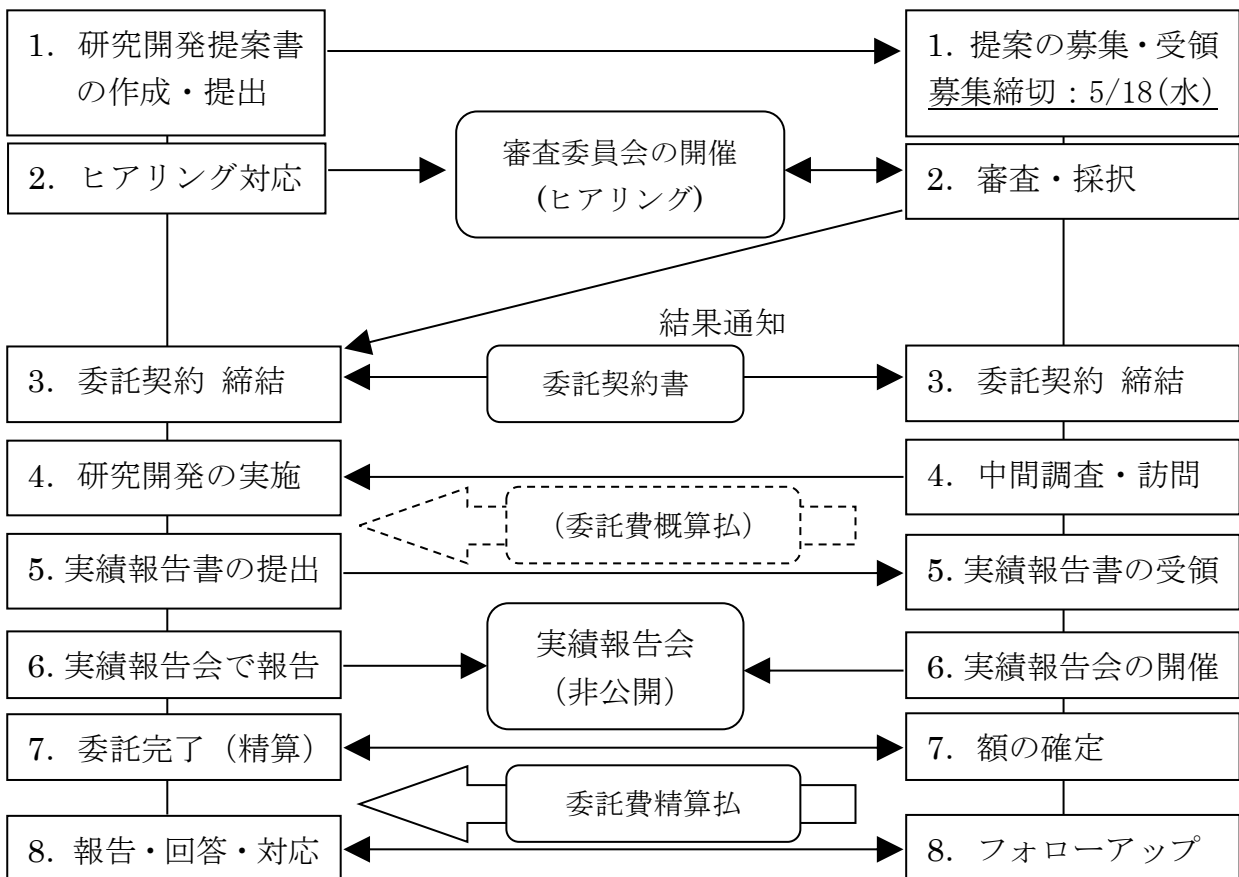 1. 研究開発提案書
の作成・提出
1. 提案の募集・受領
募集締切：5/18(水)
2. ヒアリング対応
審査委員会の開催
(ヒアリング)
2. 審査・採択
結果通知
3. 委託契約 締結
委託契約書
3. 委託契約 締結
4. 研究開発の実施
4. 中間調査・訪問
（委託費概算払）
5. 実績報告書の提出
5. 実績報告書の受領
6. 実績報告会で報告
実績報告会
（非公開）
6. 実績報告会の開催
7. 委託完了（精算）
7. 額の確定
委託費精算払
8. 報告・回答・対応
8. フォローアップ